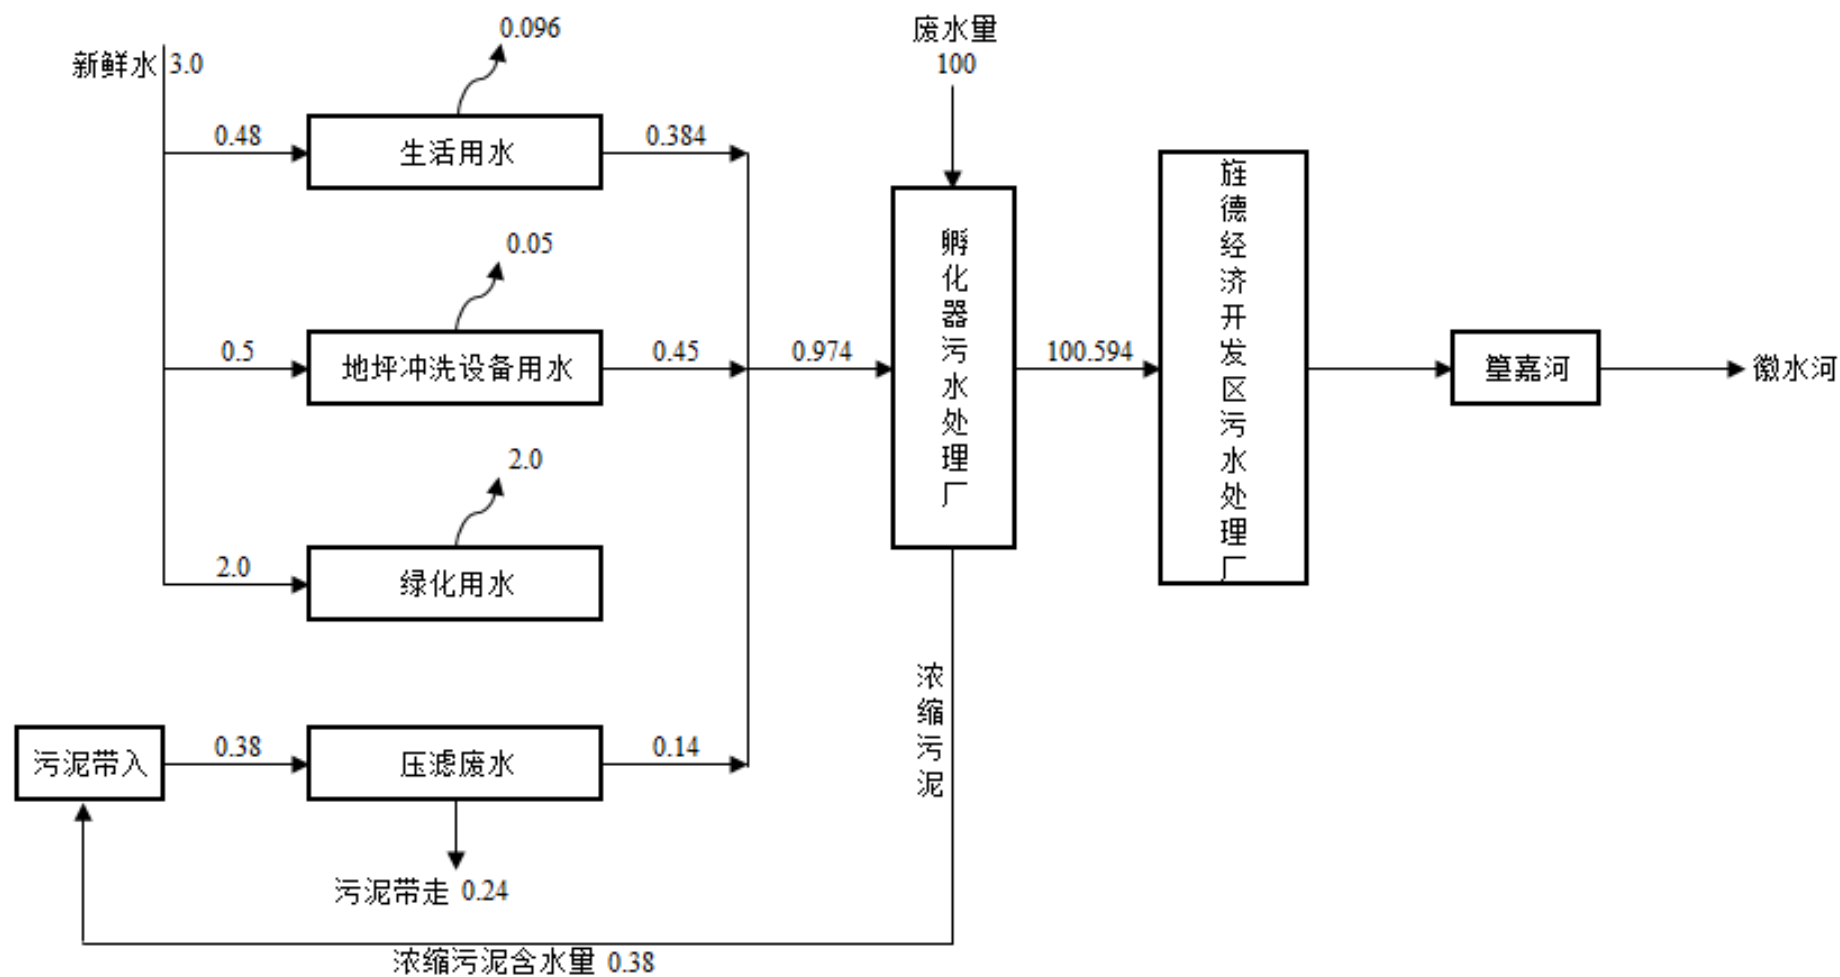 0.096
废水量
新鲜水 3.0
100
0.48
生活用水
0.384
0.05
0.5
地坪冲洗设备用水
0.45
0.974
孵化器污水处理厂
100.594
旌德经济开发区污水处理厂
篁嘉河
徽水河
2.0
2.0
绿化用水
浓缩污泥
污泥带入
0.38
压滤废水
0.14
污泥带走 0.24
浓缩污泥含水量 0.38